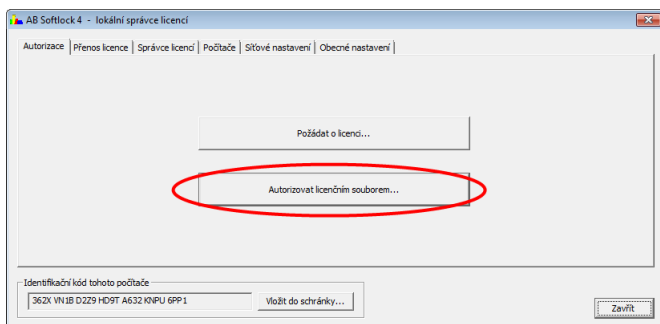 AB Softlock 4 - lokální správce licencí
Autorizace Přenos licence Správce licencí Počítače Síťové nastavení Obecné nastavení
Požádat o licenci...
Autorizovat licenčním souborem...
Identifikační kód tohoto počítače
362X VN1B D2Z9 HD9T A632 KNPU 6PP1 Vložit do schránky...
Zavřít